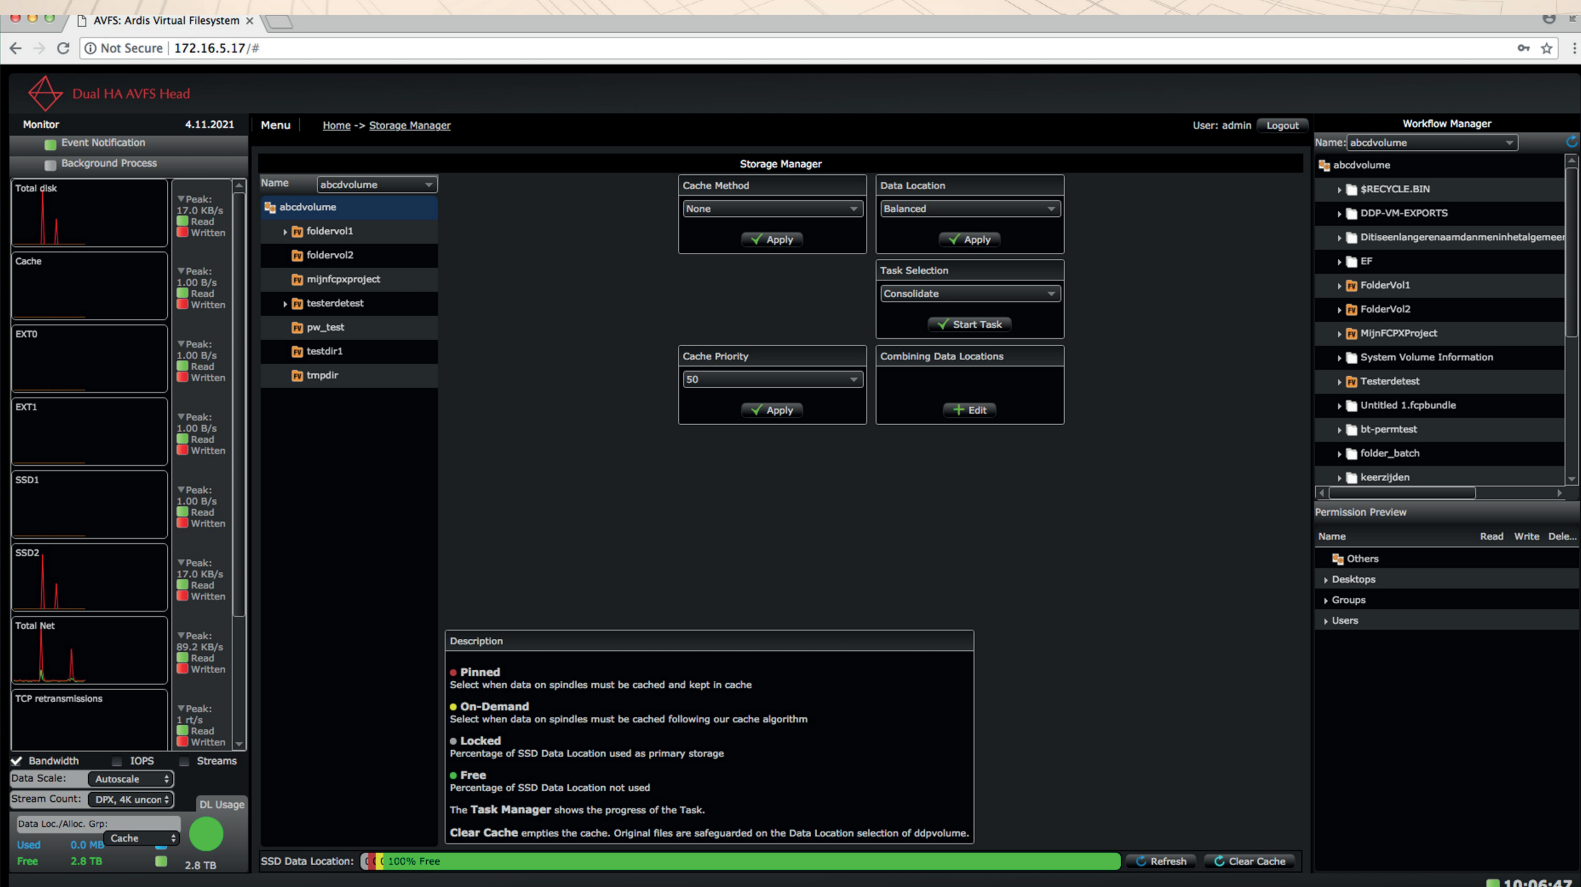 AVFS: Ardis Virtual Filesystem
Not Secure 172.16.5.17/#
Dual HA AVFS Head
Monitor 4.11.2021
Event Notification
Background Process
Total disk
Peak:
17.0 KB/s
Read
Written
Cache
Peak:
1.00 B/s
Read
Written
EXT0
Peak:
1.00 B/s
Read
Written
EXT1
Peak:
1.00 B/s
Read
Written
SSD1
Peak:
1.00 B/s
Read
Written
SSD2
Peak:
17.0 KB/s
Read
Written
Total Net
Peak:
89.2 KB/s
Read
Written
TCP retransmissions
Peak:
1 rt/s
Read
Written
Bandwidth IOPS Streams
Data Scale: Autoscale
Stream Count: DPX, 4K uncon
DL Usage
Data Loc./Alloc. Grp:
Cache
Used 0.0 MB
Free 2.8 TB
2.8 TB
Menu Home -> Storage Manager
User: admin Logout
Storage Manager
Name abcdvolume
abcdvolume
foldervol1
foldervol2
mijnfcpxproject
testerdetest
pw_test
testdir1
tmpdir
Cache Method
None
Apply
Data Location
Balanced
Apply
Task Selection
Consolidate
Start Task
Cache Priority
50
Apply
Combining Data Locations
Edit
Description
Pinned
Select when data on spindles must be cached and kept in cache
On-Demand
Select when data on spindles must be cached following our cache algorithm
Locked
Percentage of SSD Data Location used as primary storage
Free
Percentage of SSD Data Location not used
The Task Manager shows the progress of the Task.
Clear Cache empties the cache. Original files are safeguarded on the Data Location selection of ddpvolume.
SSD Data Location: 100% Free
Refresh Clear Cache
Workflow Manager
Name: abcdvolume
abcdvolume
$RECYCLE.BIN
DDP-VM-EXPORTS
Ditiseenlangerenaamdanmeninhetalgemeer
EF
FolderVol1
FolderVol2
MijnFCPXProject
System Volume Information
Testerdetest
Untitled 1.fcpbundle
bt-permtest
folder_batch
keerzijden
Permission Preview
Name Read Write Dele...
Others
Desktops
Groups
Users
10:06:47